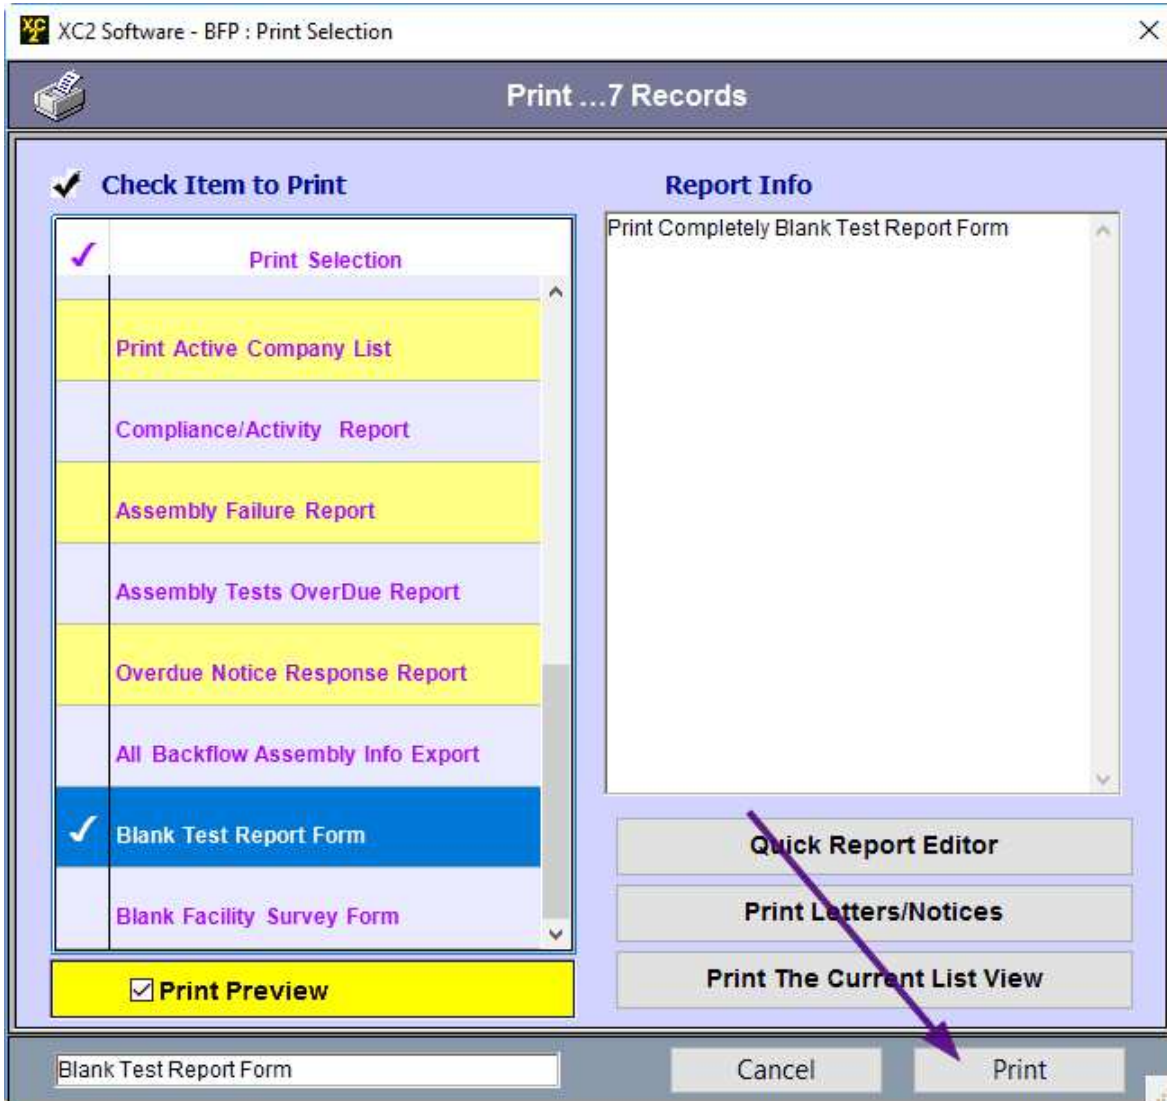 XC2 Software - BFP : Print Selection
Print ...7 Records
Check Item to Print
Print Selection
Print Active Company List
Compliance/Activity Report
Assembly Failure Report
Assembly Tests OverDue Report
Overdue Notice Response Report
All Backflow Assembly Info Export
Blank Test Report Form
Blank Facility Survey Form
Print Preview
Report Info
Print Completely Blank Test Report Form
Quick Report Editor
Print Letters/Notices
Print The Current List View
Blank Test Report Form
Cancel
Print